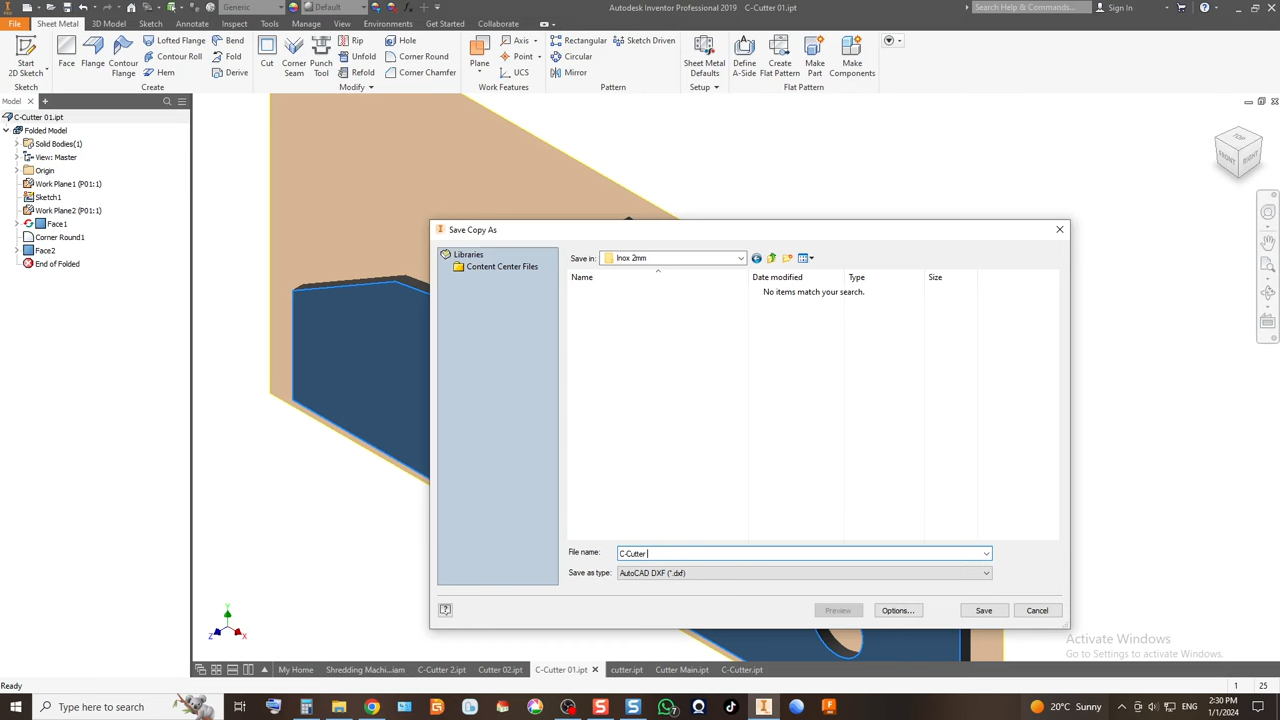 Generic
Default
Autodesk Inventor Professional 2019   C-Cutter 01.ipt
Search Help & Commands...
Sign In
File
Sheet Metal
3D Model
Sketch
Annotate
Inspect
Tools
Manage
View
Environments
Get Started
Collaborate
Start
2D Sketch
Face
Flange
Contour
Flange
Lofted Flange
Contour Roll
Hem
Bend
Fold
Derive
Cut
Corner
Seam
Punch
Tool
Rip
Unfold
Refold
Hole
Corner Round
Corner Chamfer
Plane
Axis
Point
UCS
Rectangular
Circular
Mirror
Sketch Driven
Sheet Metal
Defaults
Define
A-Side
Create
Flat Pattern
Make
Part
Make
Components
Sketch
Create
Modify
Work Features
Pattern
Setup
Flat Pattern
Model
C-Cutter 01.ipt
Folded Model
Solid Bodies(1)
View: Master
Origin
Work Plane1 (P01:1)
Sketch1
Work Plane2 (P01:1)
Face1
Corner Round1
Face2
End of Folded
TOP
FRONT
RIGHT
Save Copy As
Libraries
Content Center Files
Save in:
Inox 2mm
Name
Date modified
Type
Size
No items match your search.
File name:
C-Cutter
Save as type:
AutoCAD DXF (*.dxf)
Preview
Options...
Save
Cancel
Y
Z
X
Activate Windows
Go to Settings to activate Windows.
My Home
Shredding Machi...iam
C-Cutter 2.ipt
Cutter 02.ipt
C-Cutter 01.ipt
cutter.ipt
Cutter Main.ipt
C-Cutter.ipt
Ready
1
25
Type here to search
20°C Sunny
2:30 PM
1/1/2024